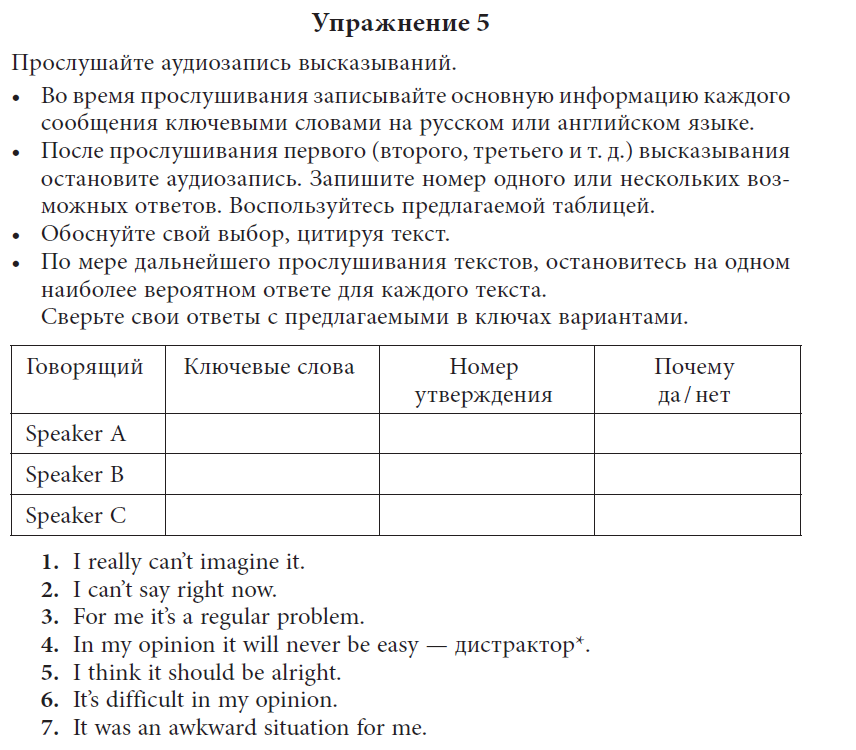 Упражнение 5
Прослушайте аудиозапись высказываний.
• Во время прослушивания записывайте основную информацию каждого
сообщения ключевыми словами на русском или английском языке.
• После прослушивания первого (второго, третьего и т. д.) высказывания
остановите аудиозапись. Запишите номер одного или нескольких воз-
можных ответов. Воспользуйтесь предлагаемой таблицей.
• Обоснуйте свой выбор, цитируя текст.
• По мере дальнейшего прослушивания текстов, остановитесь на одном
наиболее вероятном ответе для каждого текста.
Сверьте свои ответы с предлагаемыми в ключах вариантами.
Говорящий Ключевые слова Номер Почему
утверждения да / нет
Speaker A
Speaker B
Speaker C
1. I really can’t imagine it.
2. I can’t say right now.
3. For me it’s a regular problem.
4. In my opinion it will never be easy — дистрактор*.
5. I think it should be alright.
6. It’s difficult in my opinion.
7. It was an awkward situation for me.